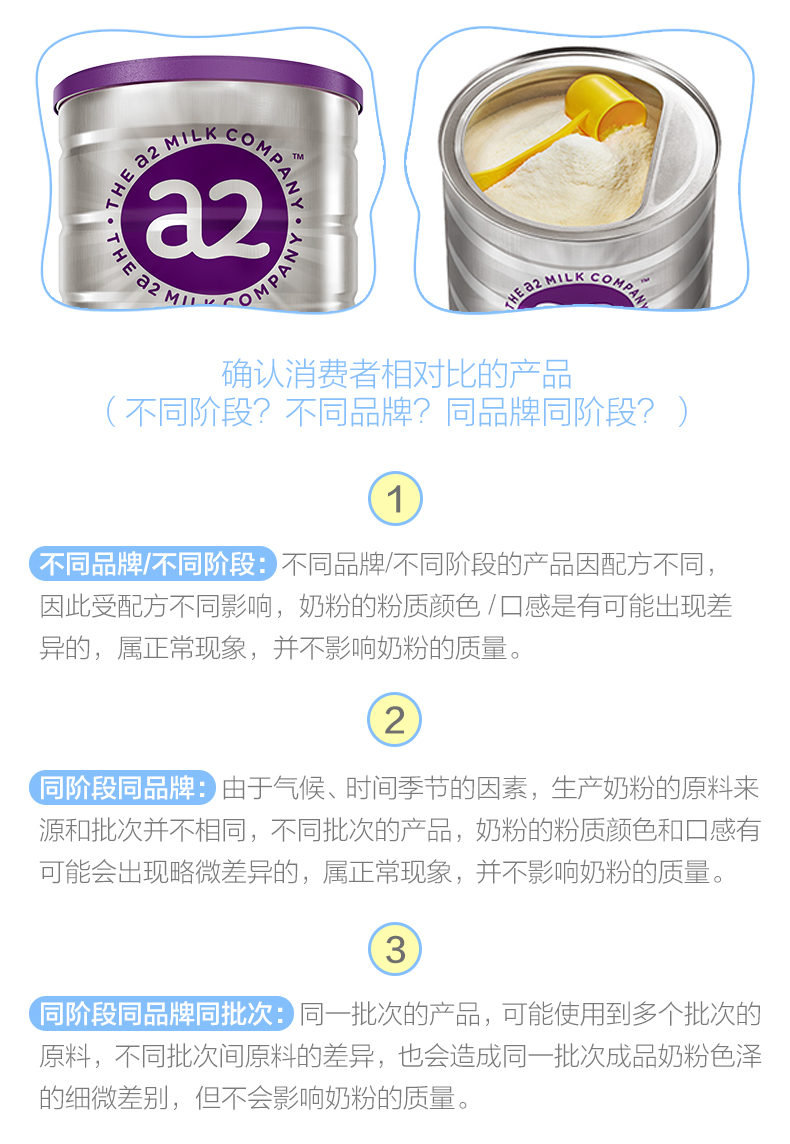 THE a2 MILK COMPANY™
a2
THE a2 MILK COMPANY
THE a2 MILK COMPANY™
确认消费者相对比的产品
（不同阶段？不同品牌？同品牌同阶段？）
1
不同品牌/不同阶段：不同品牌/不同阶段的产品因配方不同，
因此受配方不同影响，奶粉的粉质颜色 /口感是有可能出现差
异的，属正常现象，并不影响奶粉的质量。
2
同阶段同品牌：由于气候、时间季节的因素，生产奶粉的原料来
源和批次并不相同，不同批次的产品，奶粉的粉质颜色和口感有
可能会出现略微差异的，属正常现象，并不影响奶粉的质量。
3
同阶段同品牌同批次：同一批次的产品，可能使用到多个批次的
原料，不同批次间原料的差异，也会造成同一批次成品奶粉色泽
的细微差别，但不会影响奶粉的质量。